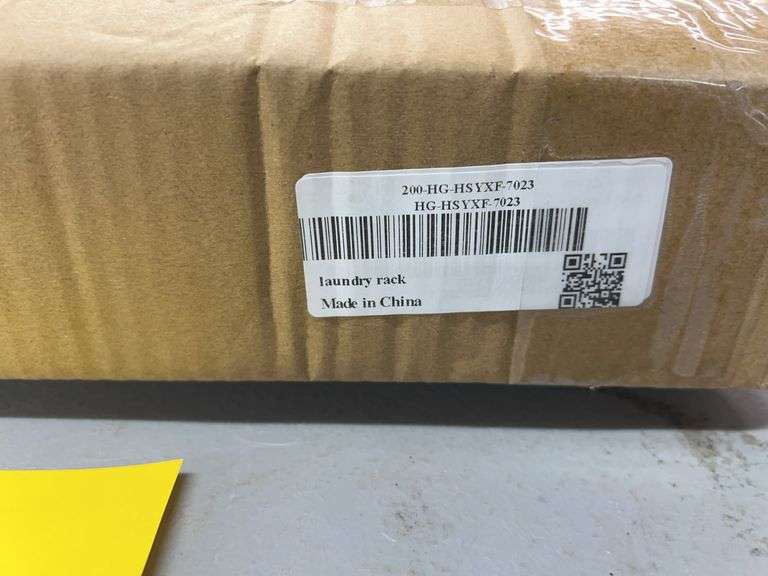 200-HG-HSYXF-7023
HG-HSYXF-7023
laundry rack
Made in China